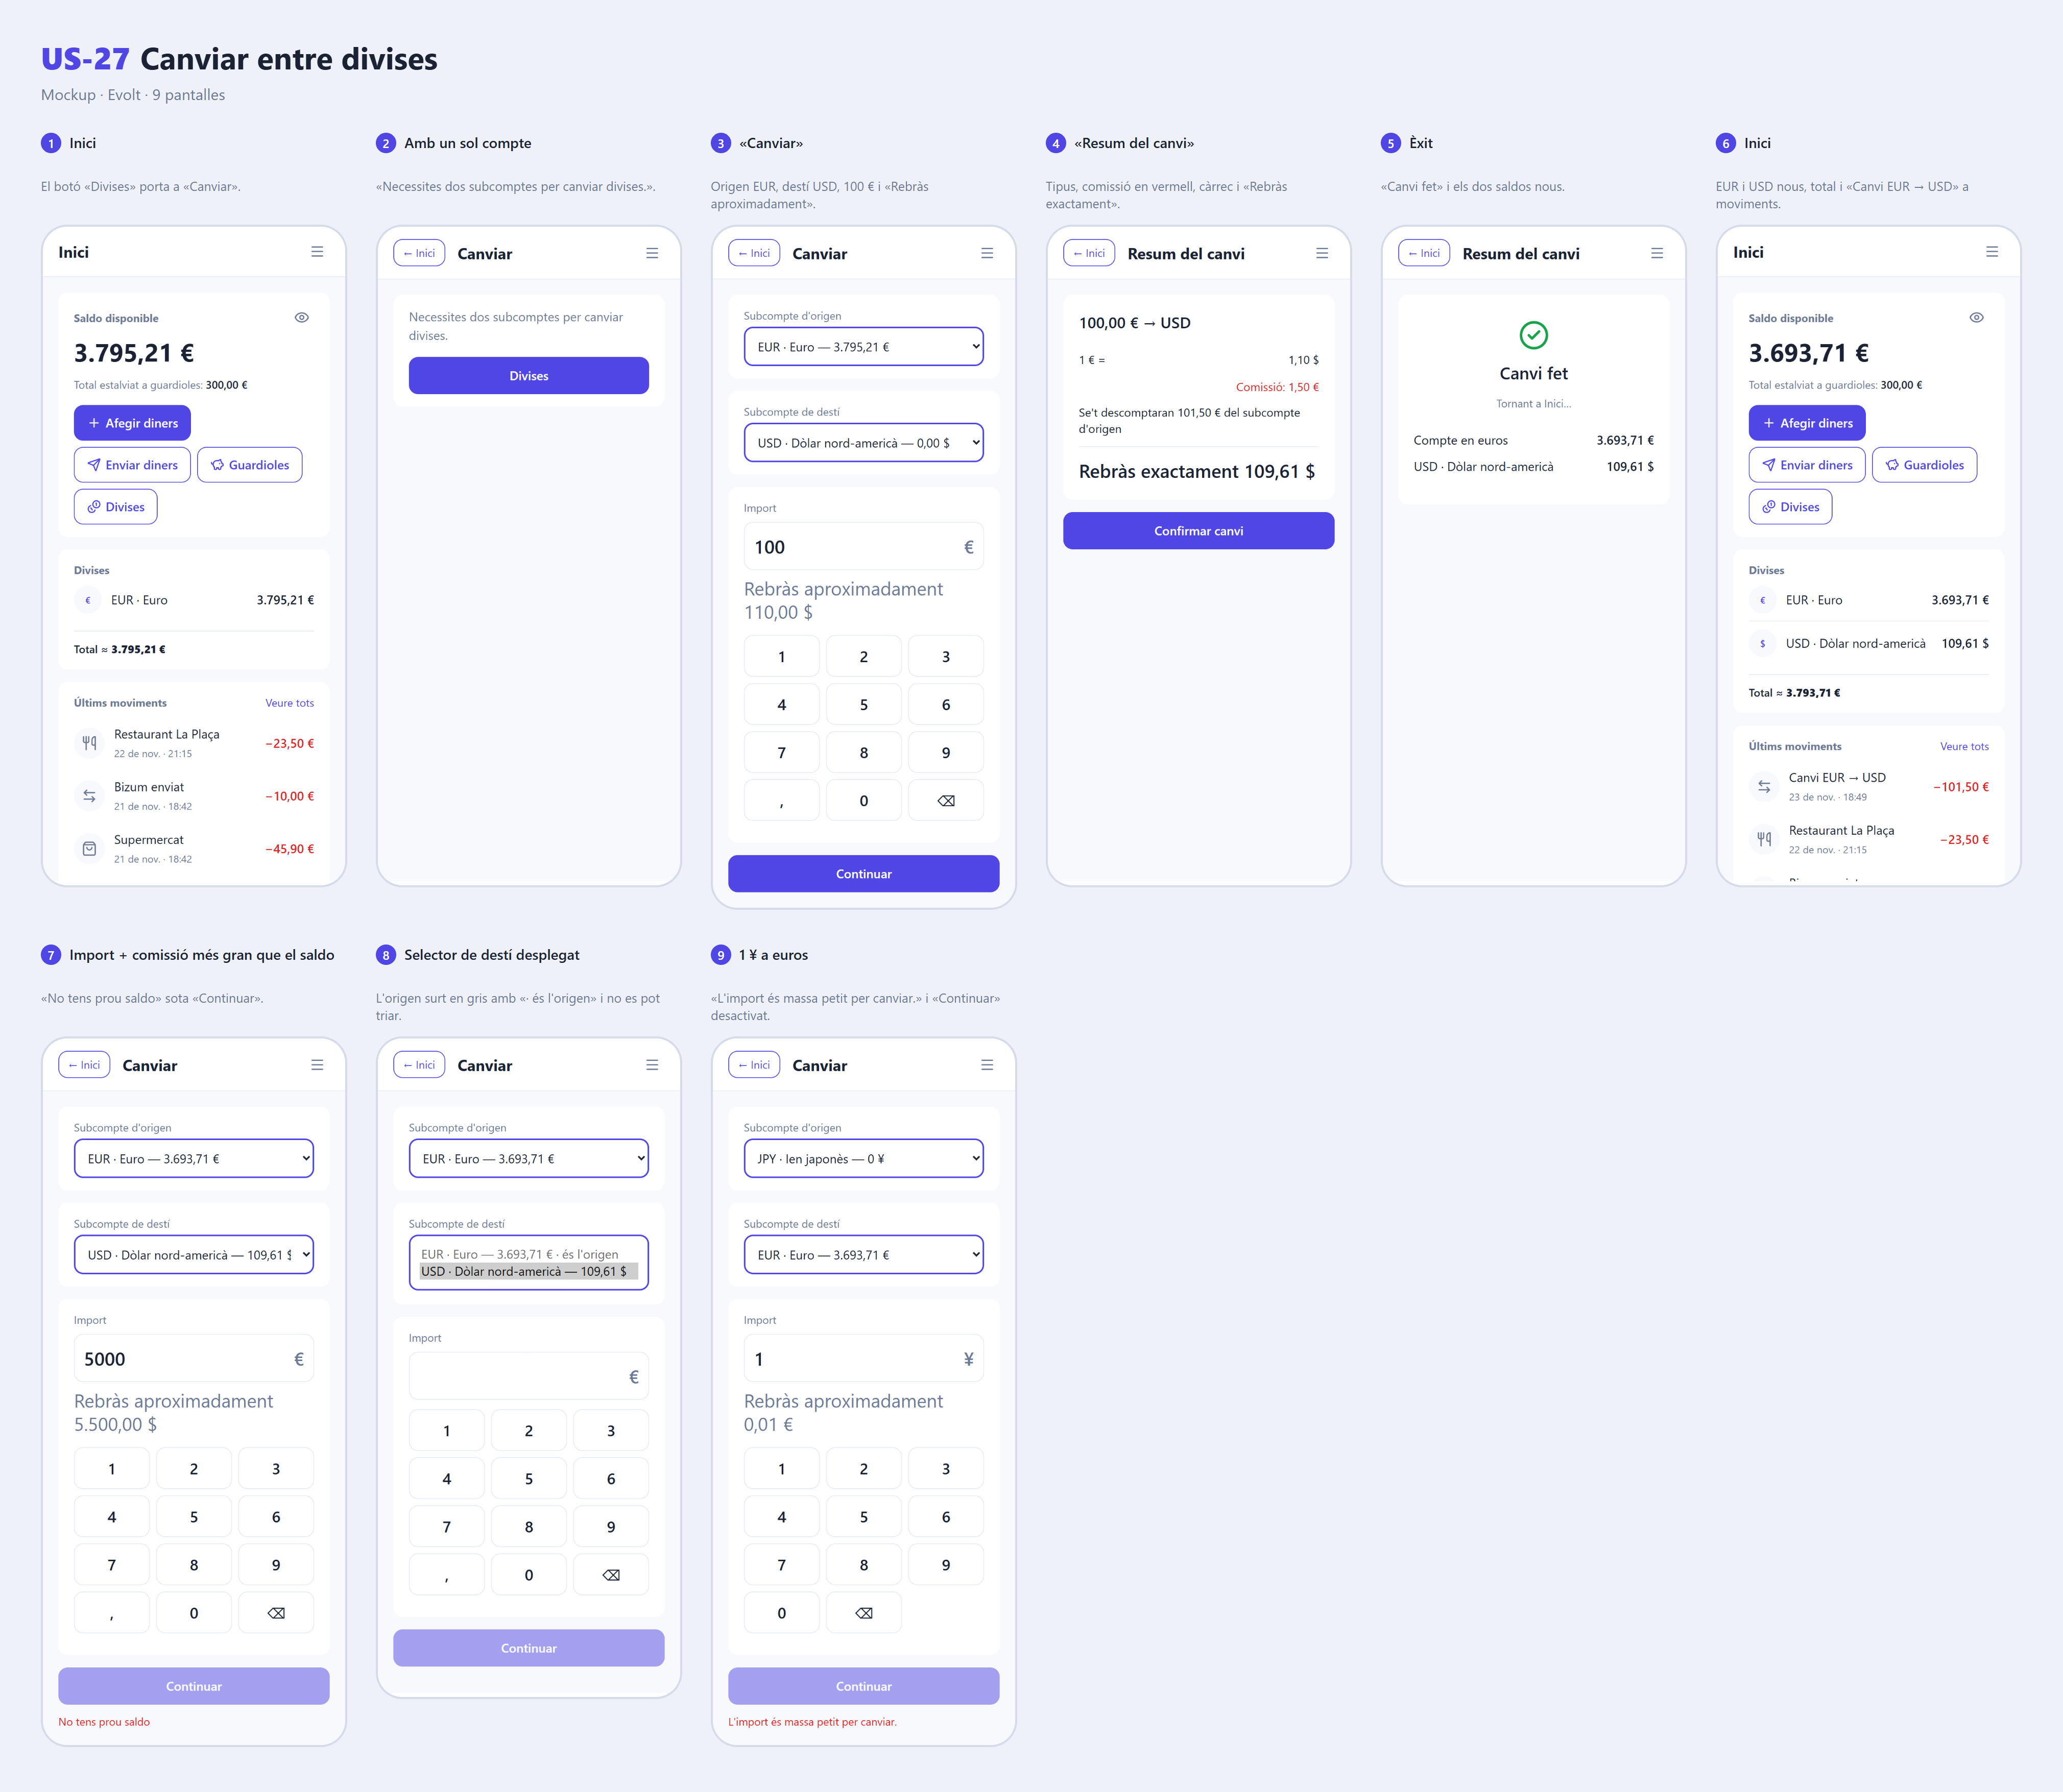 US-27 Canviar entre divises
Mockup · Evolt · 9 pantalles
1 Inici
El botó «Divises» porta a «Canviar».
Inici
Saldo disponible
3.795,21 €
Total estalviat a guardioles: 300,00 €
+ Afegir diners
Enviar diners
Guardioles
Divises
Divises
€ EUR · Euro 3.795,21 €
Total ≈ 3.795,21 €
Últims moviments Veure tots
Restaurant La Plaça
22 de nov. · 21:15
−23,50 €
Bizum enviat
21 de nov. · 18:42
−10,00 €
Supermercat
21 de nov. · 18:42
−45,90 €
2 Amb un sol compte
«Necessites dos subcomptes per canviar divises.».
← Inici Canviar
Necessites dos subcomptes per canviar
divises.
Divises
3 «Canviar»
Origen EUR, destí USD, 100 € i «Rebràs
aproximadament».
← Inici Canviar
Subcompte d'origen
EUR · Euro — 3.795,21 €
Subcompte de destí
USD · Dòlar nord-americà — 0,00 $
Import
100 €
Rebràs aproximadament
110,00 $
1 2 3
4 5 6
7 8 9
, 0 ⌫
Continuar
4 «Resum del canvi»
Tipus, comissió en vermell, càrrec i «Rebràs
exactament».
← Inici Resum del canvi
100,00 € → USD
1 € = 1,10 $
Comissió: 1,50 €
Se't descomptaran 101,50 € del subcompte
d'origen
Rebràs exactament 109,61 $
Confirmar canvi
5 Èxit
«Canvi fet» i els dos saldos nous.
← Inici Resum del canvi
Canvi fet
Tornant a Inici...
Compte en euros 3.693,71 €
USD · Dòlar nord-americà 109,61 $
6 Inici
EUR i USD nous, total i «Canvi EUR → USD» a
moviments.
Inici
Saldo disponible
3.693,71 €
Total estalviat a guardioles: 300,00 €
+ Afegir diners
Enviar diners
Guardioles
Divises
Divises
€ EUR · Euro 3.693,71 €
$ USD · Dòlar nord-americà 109,61 $
Total ≈ 3.793,71 €
Últims moviments Veure tots
Canvi EUR → USD
23 de nov. · 18:49
−101,50 €
Restaurant La Plaça
22 de nov. · 21:15
−23,50 €
7 Import + comissió més gran que el saldo
«No tens prou saldo» sota «Continuar».
← Inici Canviar
Subcompte d'origen
EUR · Euro — 3.693,71 €
Subcompte de destí
USD · Dòlar nord-americà — 109,61 $
Import
5000 €
Rebràs aproximadament
5.500,00 $
1 2 3
4 5 6
7 8 9
, 0 ⌫
Continuar
No tens prou saldo
8 Selector de destí desplegat
L'origen surt en gris amb «· és l'origen» i no es pot
triar.
← Inici Canviar
Subcompte d'origen
EUR · Euro — 3.693,71 €
Subcompte de destí
EUR · Euro — 3.693,71 € · és l'origen
USD · Dòlar nord-americà — 109,61 $
Import
€
1 2 3
4 5 6
7 8 9
, 0 ⌫
Continuar
9 1 ¥ a euros
«L'import és massa petit per canviar.» i «Continuar»
desactivat.
← Inici Canviar
Subcompte d'origen
JPY · Ien japonès — 0 ¥
Subcompte de destí
EUR · Euro — 3.693,71 €
Import
1 ¥
Rebràs aproximadament
0,01 €
1 2 3
4 5 6
7 8 9
0 ⌫
Continuar
L'import és massa petit per canviar.